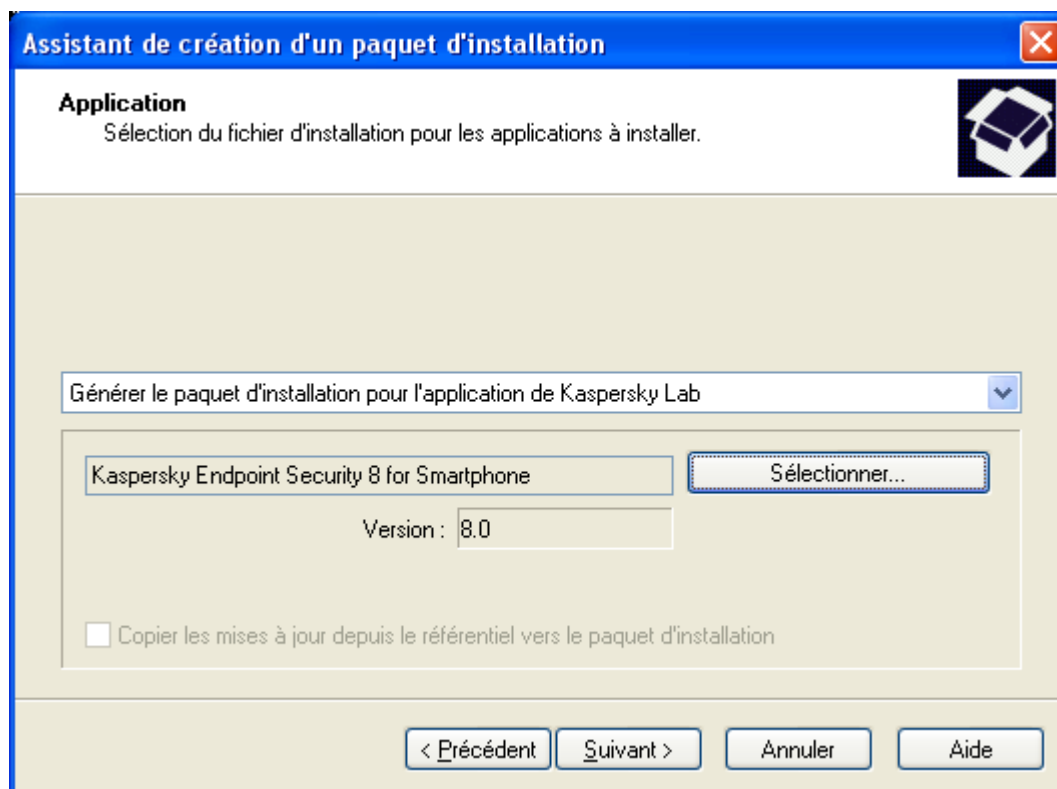 Assistant de création d'un paquet d'installation
Application
Sélection du fichier d'installation pour les applications à installer.
Générer le paquet d'installation pour l'application de Kaspersky Lab
Kaspersky Endpoint Security 8 for Smartphone
Sélectionner...
Version : 8.0
Copier les mises à jour depuis le référentiel vers le paquet d'installation
< Précédent Suivant > Annuler Aide